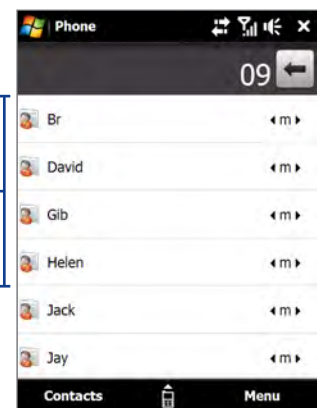 Phone
09
Br m
David m
Gib m
Helen m
Jack m
Jay m
Contacts Menu